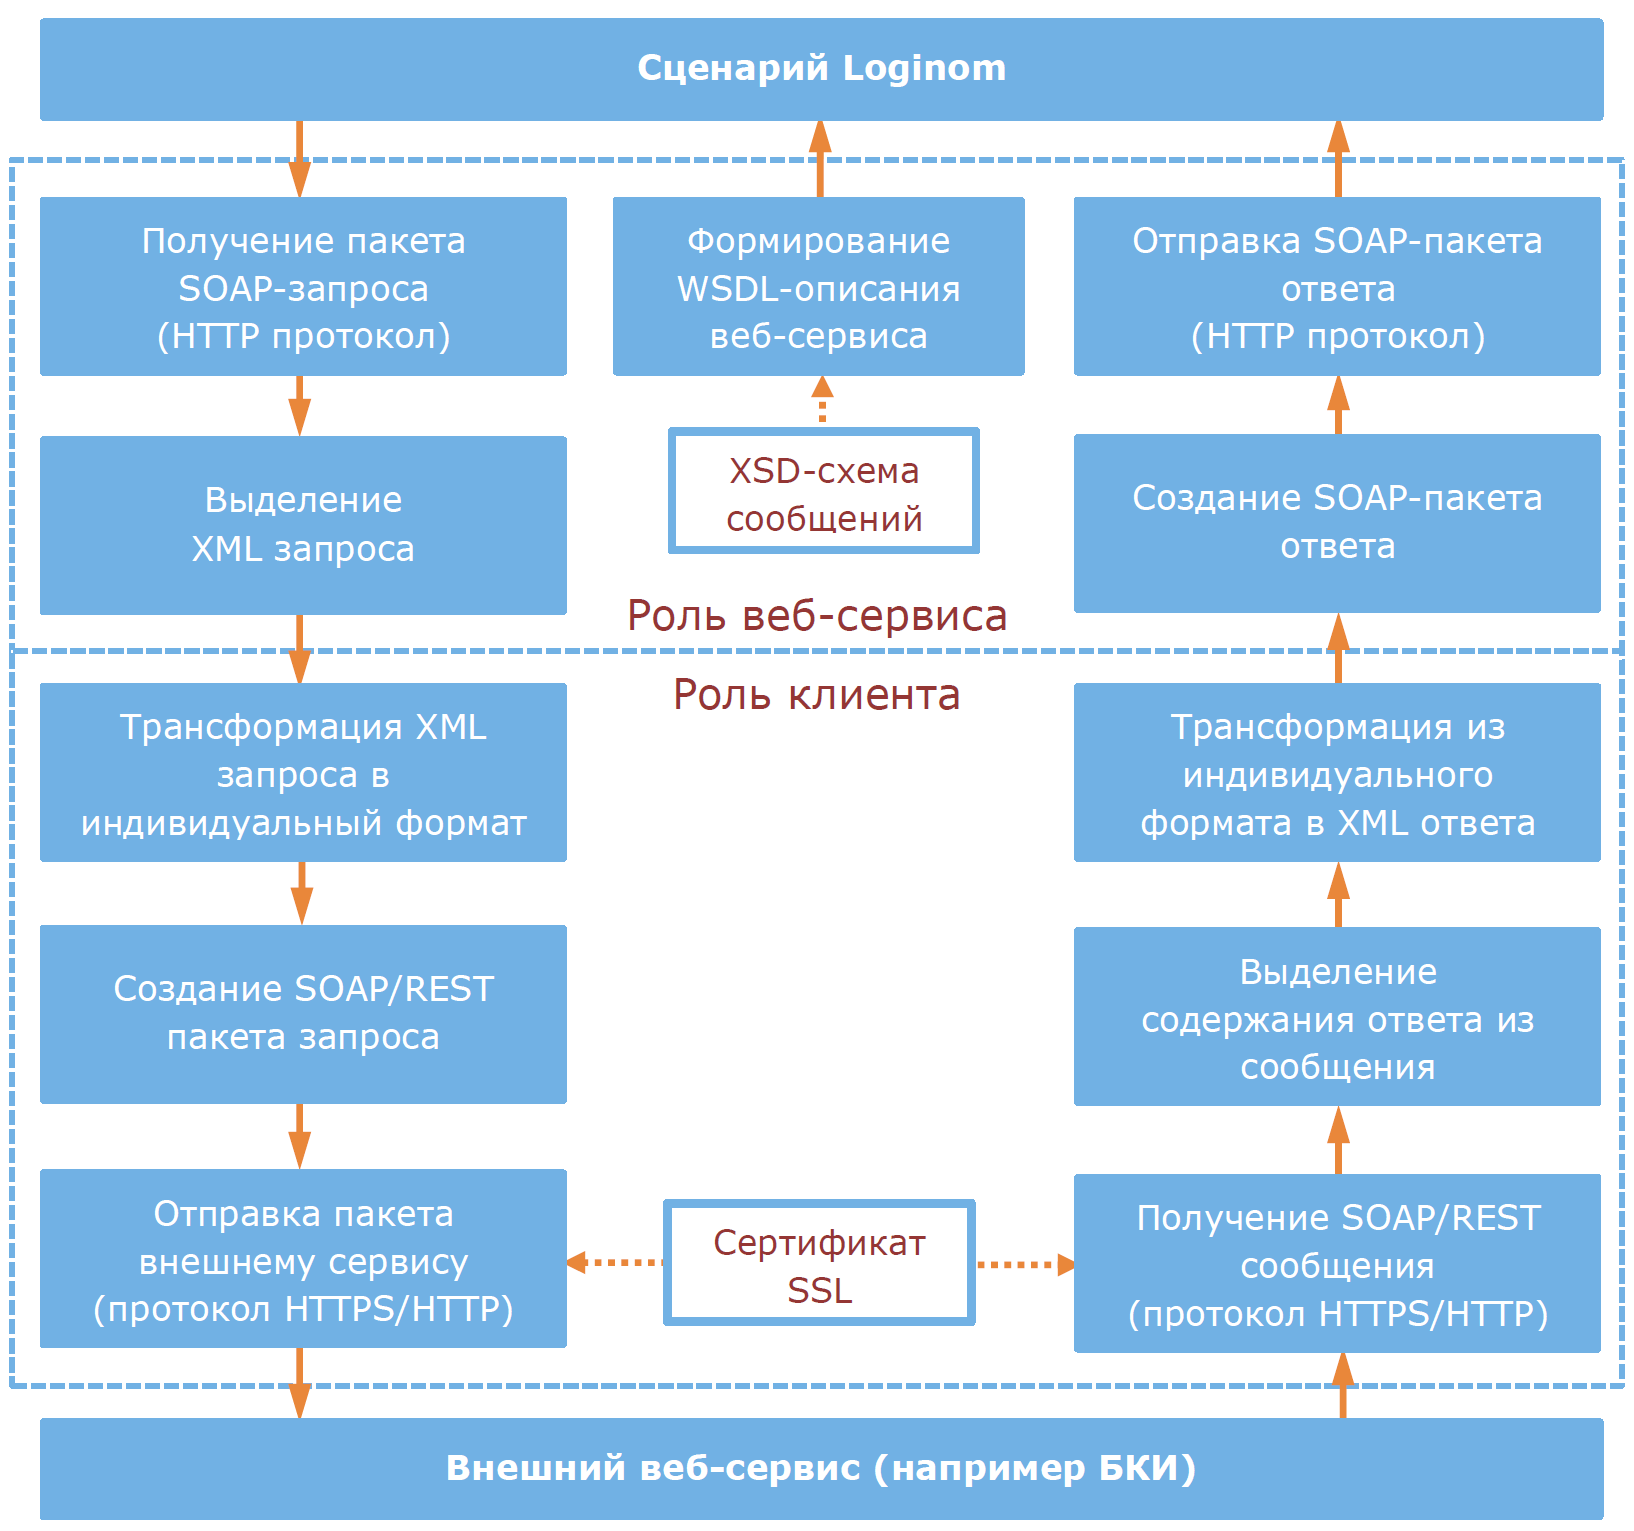 Сценарий Loginom
Получение пакета
SOAP-запроса
(HTTP протокол)
Формирование
WSDL-описания
веб-сервиса
Отправка SOAP-пакета
ответа
(HTTP протокол)
Выделение
XML запроса
XSD-схема
сообщений
Создание SOAP-пакета
ответа
Роль веб-сервиса
Роль клиента
Трансформация XML
запроса в
индивидуальный формат
Трансформация из
индивидуального
формата в XML ответа
Создание SOAP/REST
пакета запроса
Выделение
содержания ответа из
сообщения
Отправка пакета
внешнему сервису
(протокол HTTPS/HTTP)
Сертификат
SSL
Получение SOAP/REST
сообщения
(протокол HTTPS/HTTP)
Внешний веб-сервис (например БКИ)